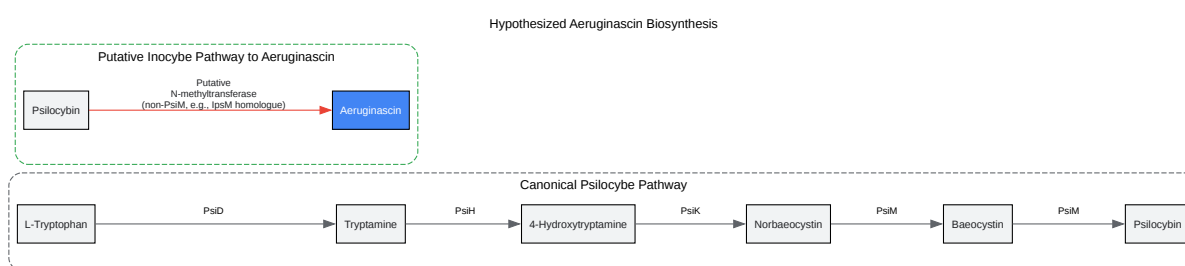 Hypothesized Aeruginascin Biosynthesis
Putative Inocybe Pathway to Aeruginascin
Putative
N-methyltransferase
(non-PsiM, e.g., IpsM homologue)
Psilocybin
Aeruginascin
Canonical Psilocybe Pathway
PsiD
PsiH
PsiK
PsiM
PsiM
L-Tryptophan
Tryptamine
4-Hydroxytryptamine
Norbaeocystin
Baeocystin
Psilocybin